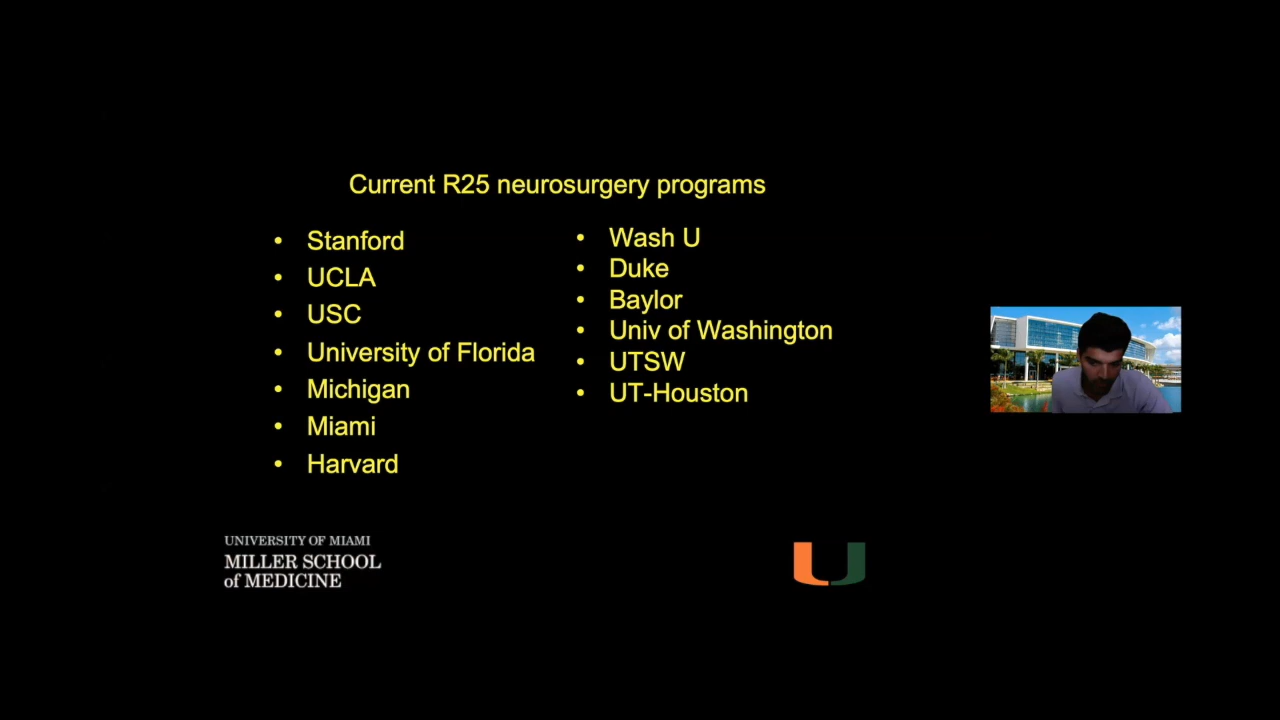 Current R25 neurosurgery programs
• Stanford
• UCLA
• USC
• University of Florida
• Michigan
• Miami
• Harvard
• Wash U
• Duke
• Baylor
• Univ of Washington
• UTSW
• UT-Houston
UNIVERSITY OF MIAMI
MILLER SCHOOL
of MEDICINE
U